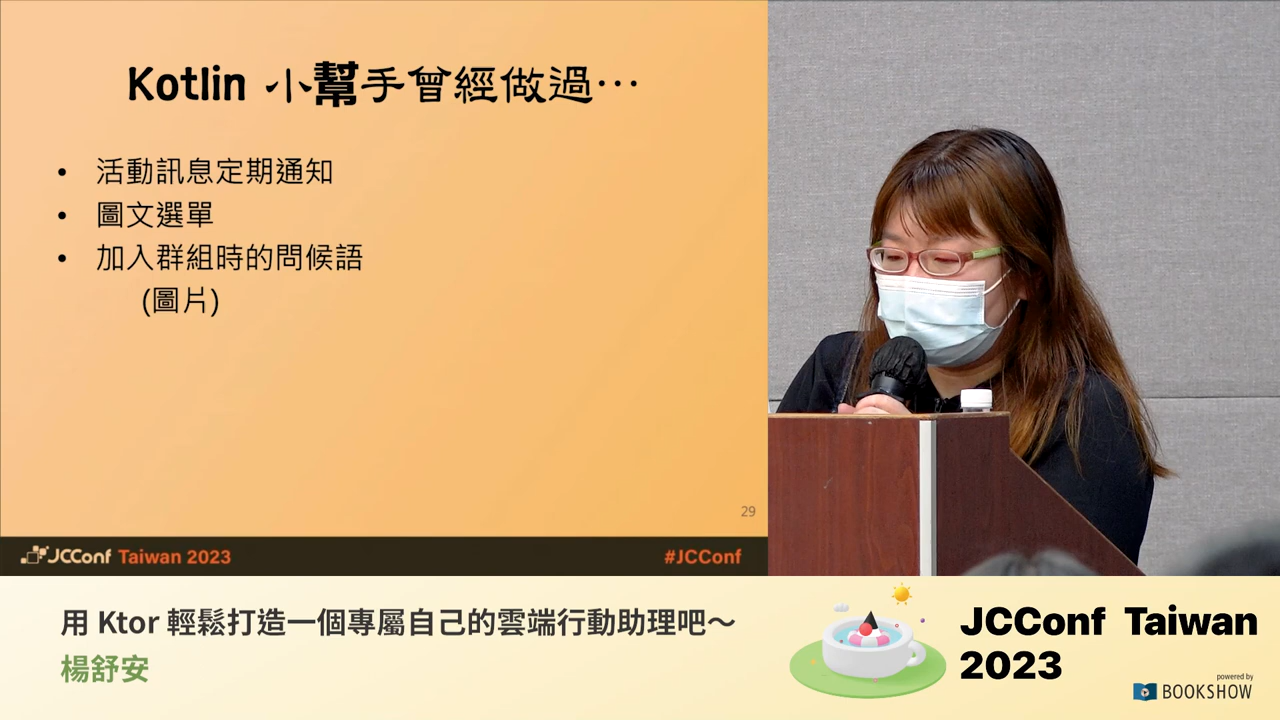 Kotlin 小幫手曾經做過…
• 活動訊息定期通知
• 圖文選單
• 加入群組時的問候語
(圖片)
29
JCConf Taiwan 2023
#JCConf
用 Ktor 輕鬆打造一個專屬自己的雲端行動助理吧～
楊舒安
JCConf Taiwan
2023
powered by
BOOKSHOW